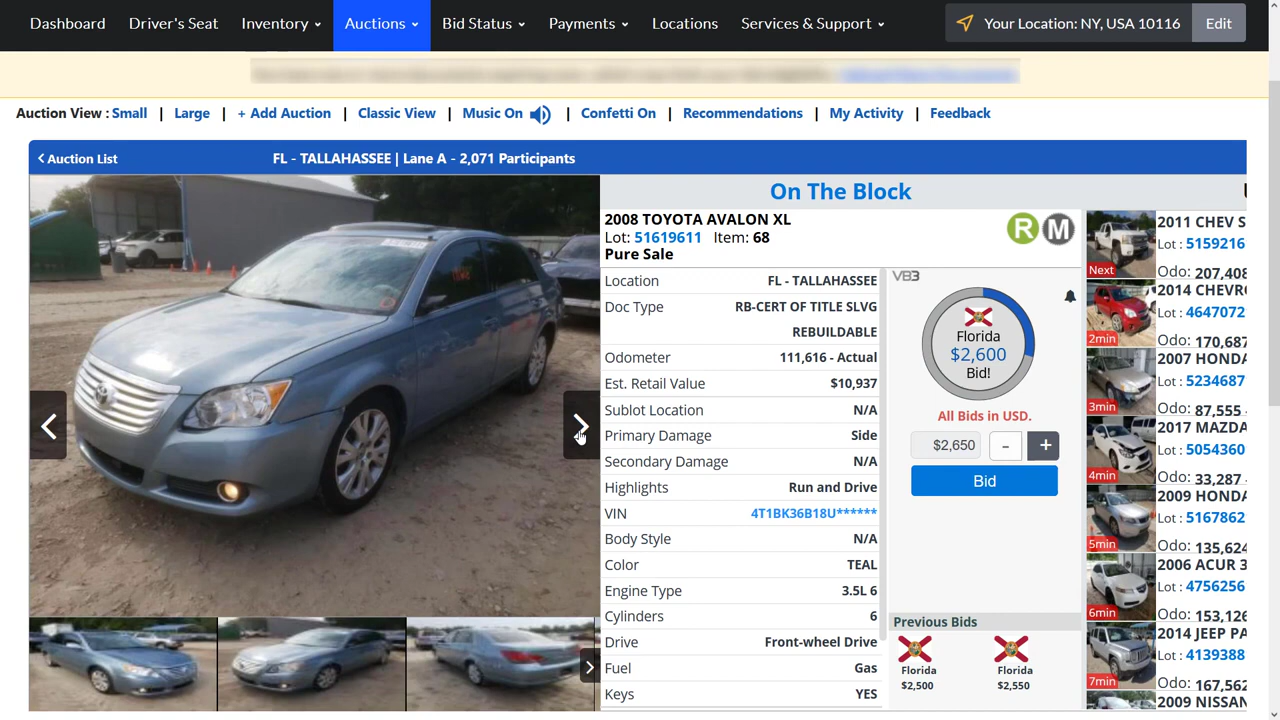 Dashboard Driver's Seat Inventory Auctions Bid Status Payments Locations Services & Support Your Location: NY, USA 10116 Edit
Auction View : Small | Large | + Add Auction | Classic View | Music On | Confetti On | Recommendations | My Activity | Feedback
Auction List FL - TALLAHASSEE | Lane A - 2,071 Participants
On The Block
2008 TOYOTA AVALON XL
Lot: 51619611 Item: 68
Pure Sale
R M
Location FL - TALLAHASSEE
Doc Type RB-CERT OF TITLE SLVG
REBUILDABLE
Odometer 111,616 - Actual
Est. Retail Value $10,937
Sublot Location N/A
Primary Damage Side
Secondary Damage N/A
Highlights Run and Drive
VIN 4T1BK36B18U******
Body Style N/A
Color TEAL
Engine Type 3.5L 6
Cylinders 6
Drive Front-wheel Drive
Fuel Gas
Keys YES
VB3
Florida
$2,600
Bid!
All Bids in USD.
$2,650 - +
Bid
Previous Bids
Florida Florida
$2,500 $2,550
2011 CHEV S
Lot : 5159216
Next Odo: 207,408
2014 CHEVR
Lot : 4647072
2min Odo: 170,687
2007 HONDA
Lot : 5234687
3min Odo: 87,555
2017 MAZDA
Lot : 5054360
4min Odo: 33,287
2009 HONDA
Lot : 5167862
5min Odo: 135,624
2006 ACUR 3
Lot : 4756256
6min Odo: 153,126
2014 JEEP PA
Lot : 4139388
7min Odo: 167,562
2009 NISSAN